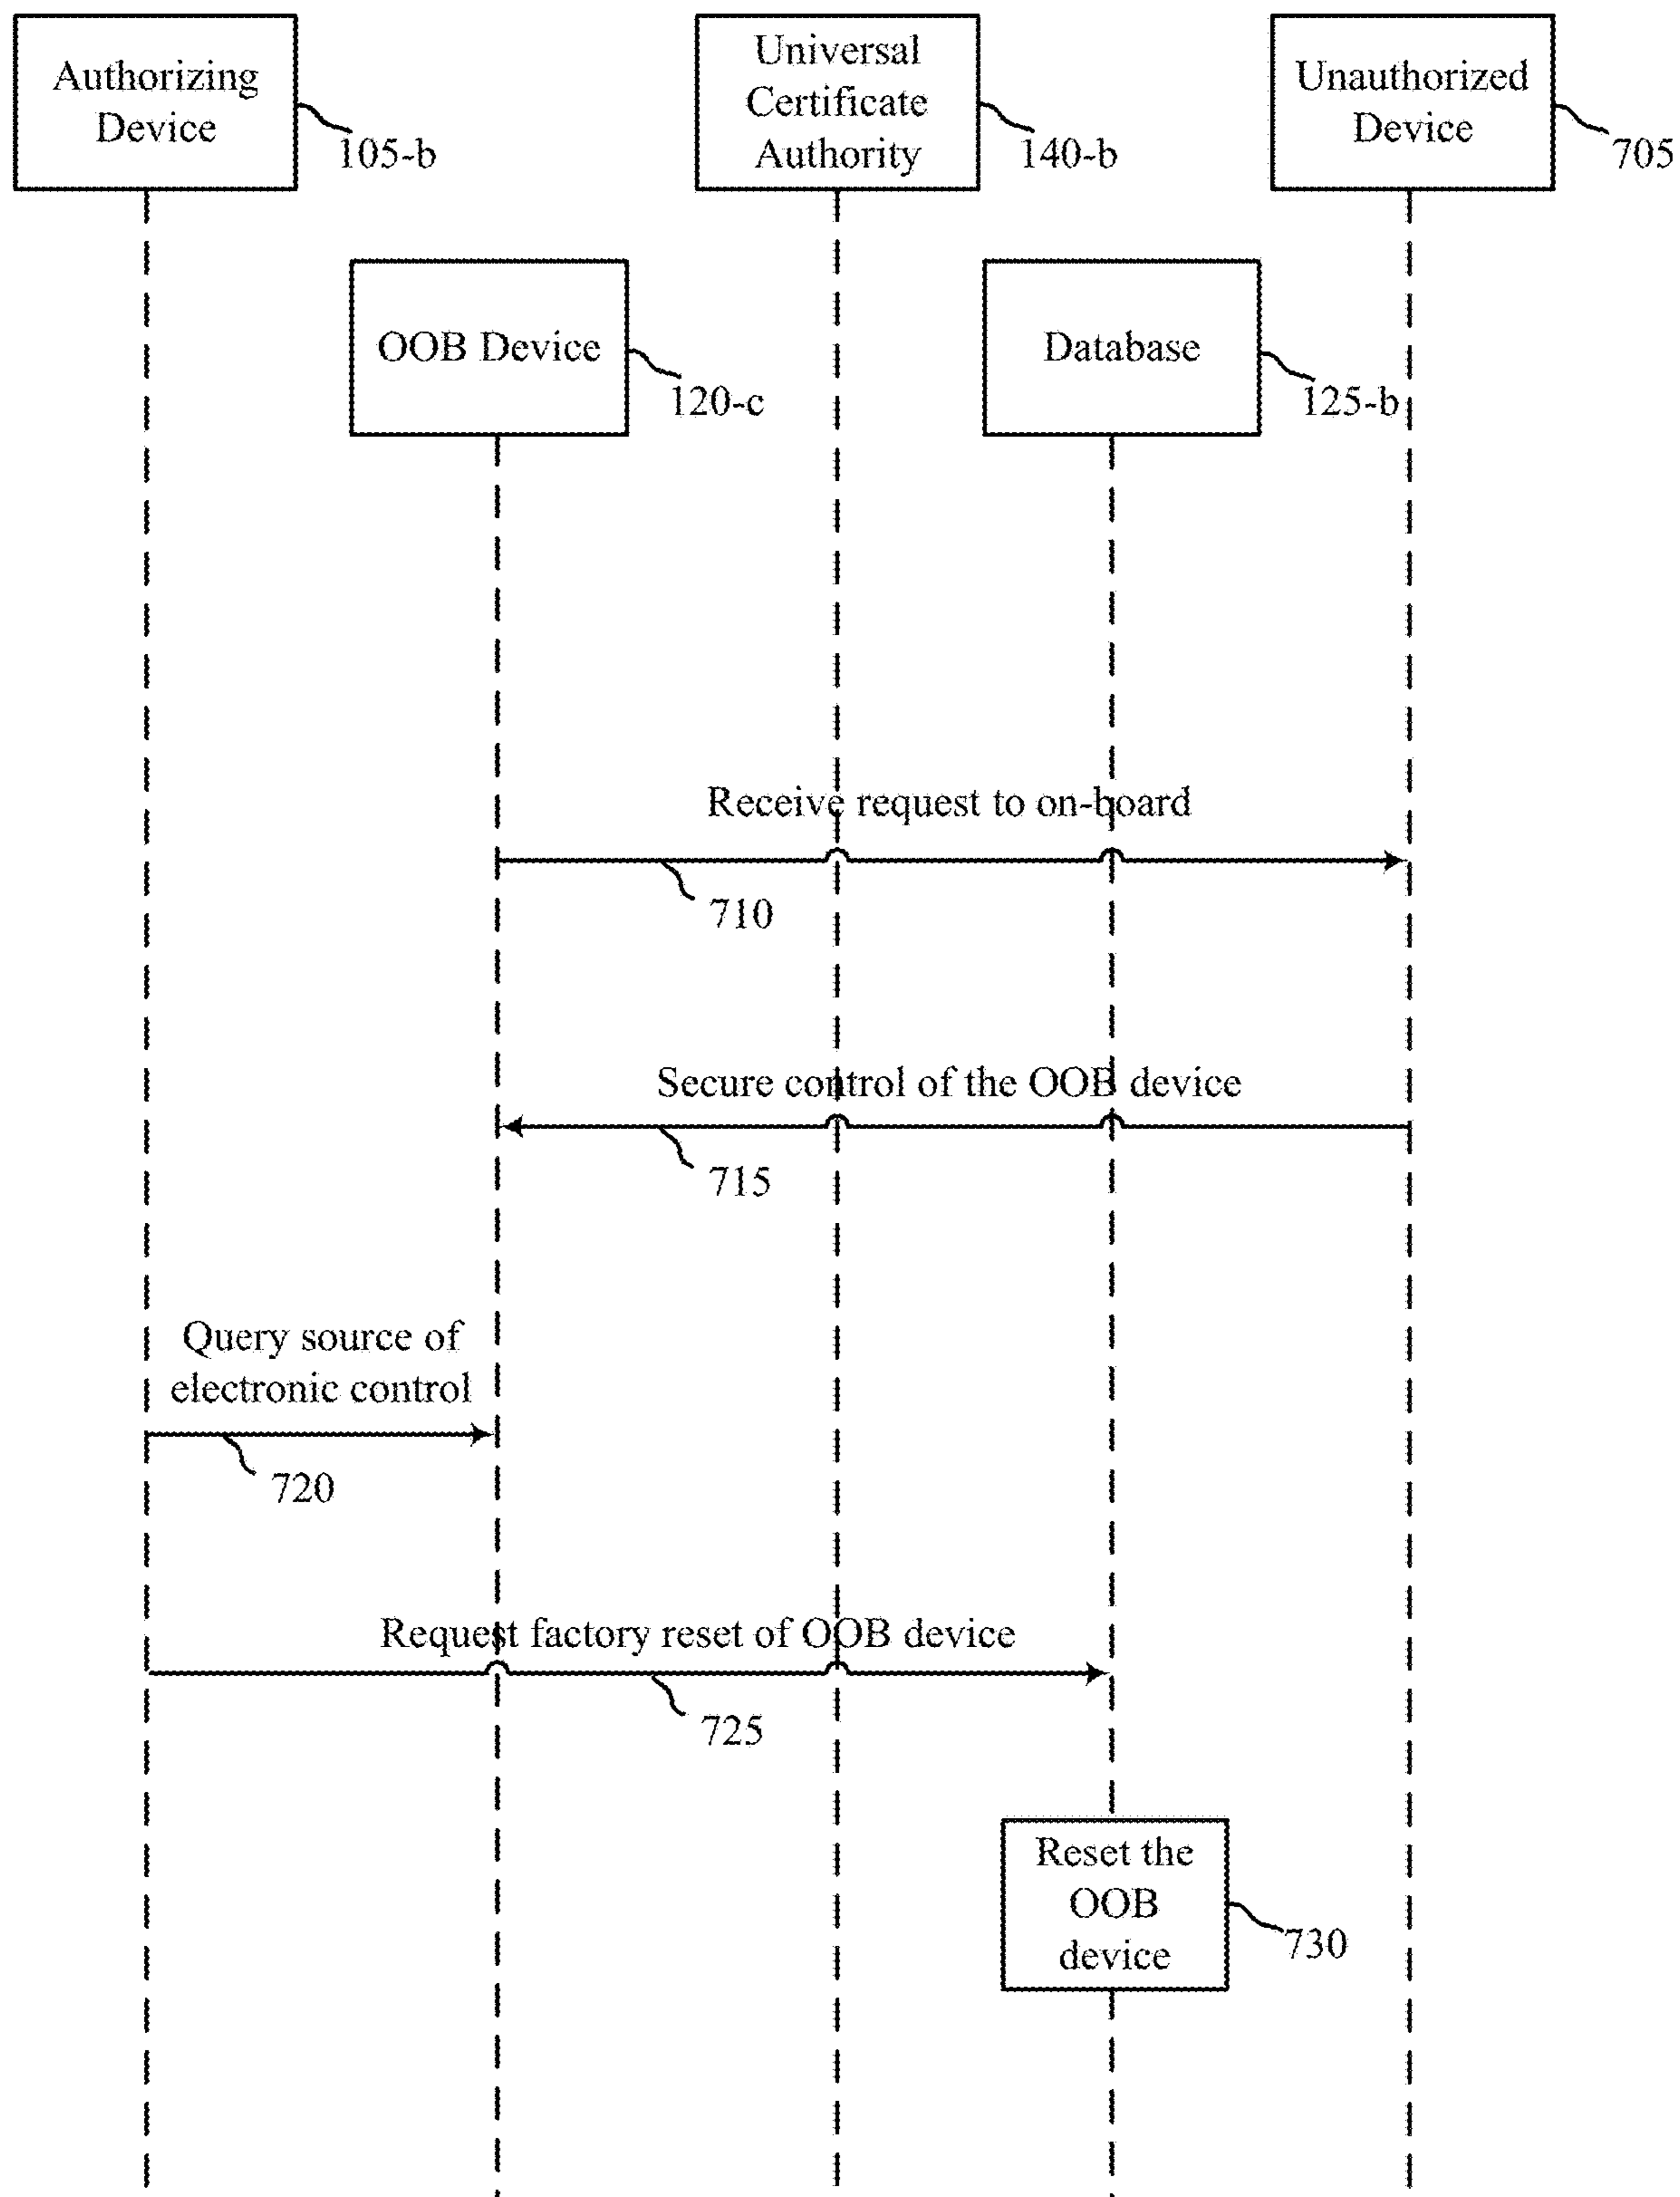 Authorizing
Device
105-b
Universal
Certificate
Authority
140-b
Unauthorized
Device
705
OOB Device
120-c
Database
125-b
Receive request to on-board
710
Secure control of the OOB device
715
Query source of
electronic control
720
Request factory reset of OOB device
725
Reset the
OOB
device
730